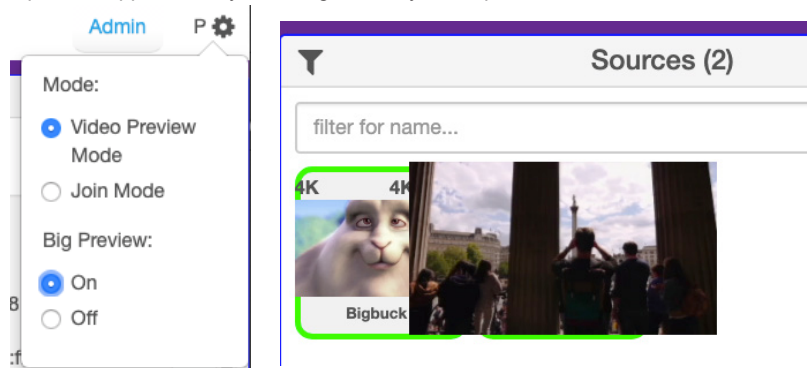 Admin P
Mode:
Video Preview
Mode
Join Mode
Big Preview:
On
Off
8
:f
Sources (2)
filter for name...
4K 4K
Bigbuck